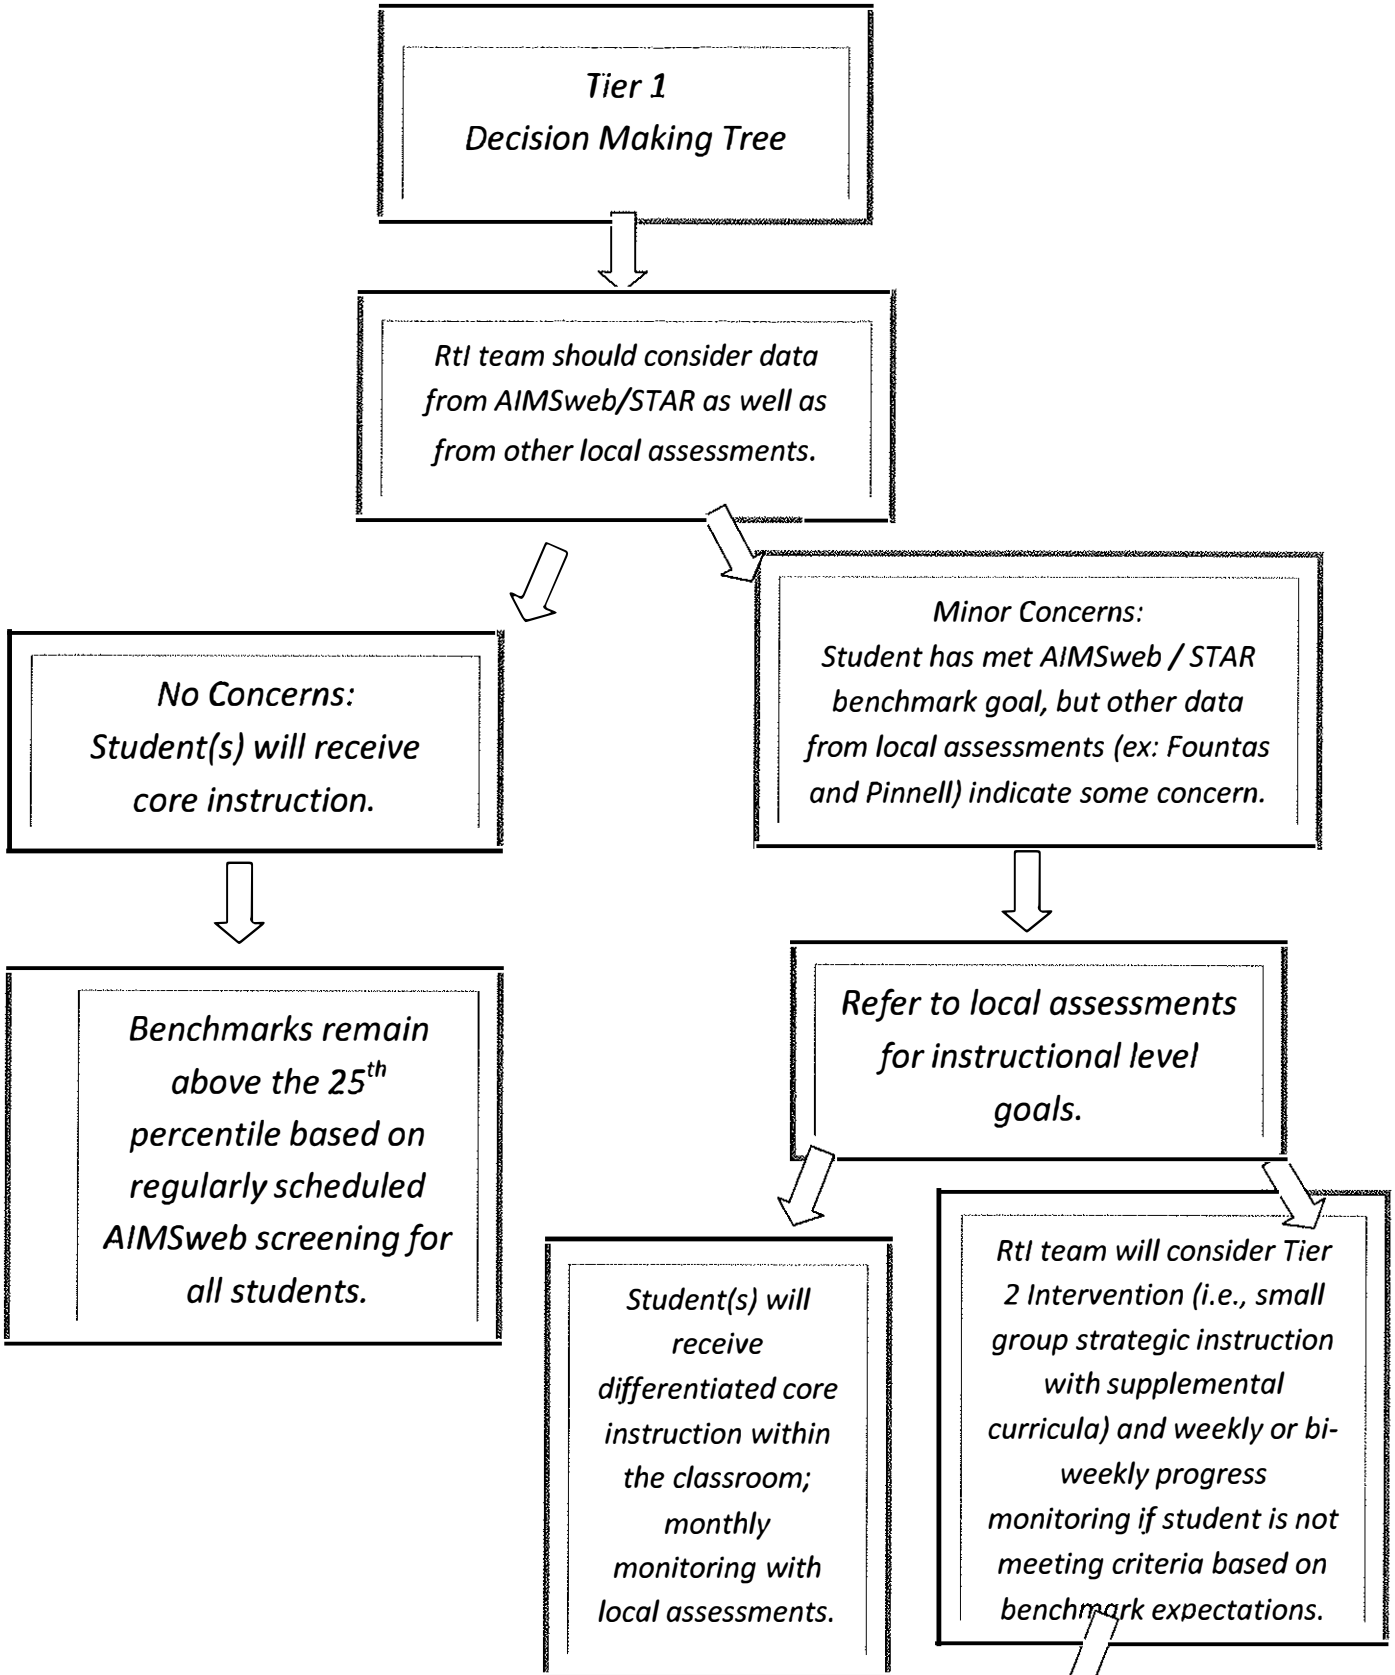 Tier 1
Decision Making Tree
RtI team should consider data
from AIMSweb/STAR as well as
from other local assessments.
No Concerns:
Student(s) will receive
core instruction.
Minor Concerns:
Student has met AIMSweb / STAR
benchmark goal, but other data
from local assessments (ex: Fountas
and Pinnell) indicate some concern.
Benchmarks remain
above the 25th
percentile based on
regularly scheduled
AIMSweb screening for
all students.
Refer to local assessments
for instructional level
goals.
Student(s) will
receive
differentiated core
instruction within
the classroom;
monthly
monitoring with
local assessments.
RtI team will consider Tier
2 Intervention (i.e., small
group strategic instruction
with supplemental
curricula) and weekly or bi-
weekly progress
monitoring if student is not
meeting criteria based on
benchmark expectations.